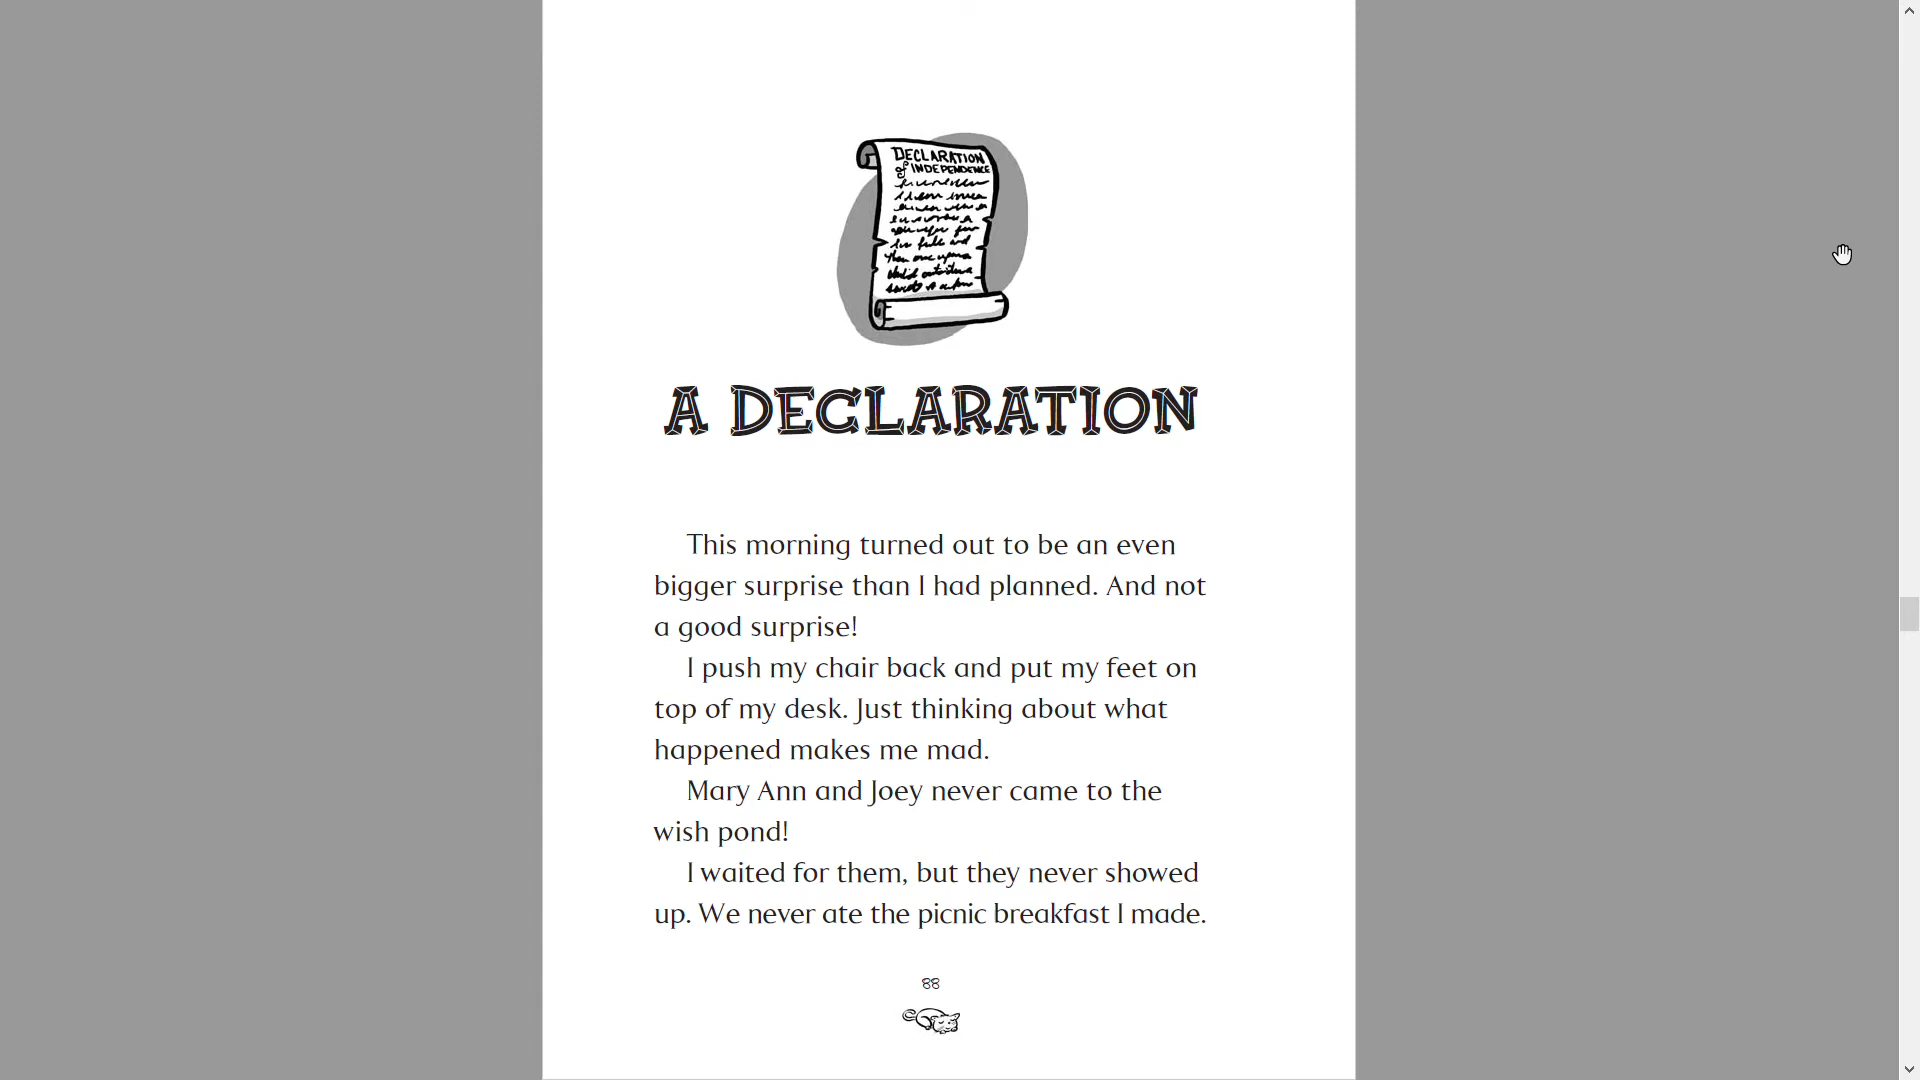 DECLARATION
of INDEPENDENCE
A DECLARATION
This morning turned out to be an even
bigger surprise than I had planned. And not
a good surprise!
I push my chair back and put my feet on
top of my desk. Just thinking about what
happened makes me mad.
Mary Ann and Joey never came to the
wish pond!
I waited for them, but they never showed
up. We never ate the picnic breakfast I made.
88